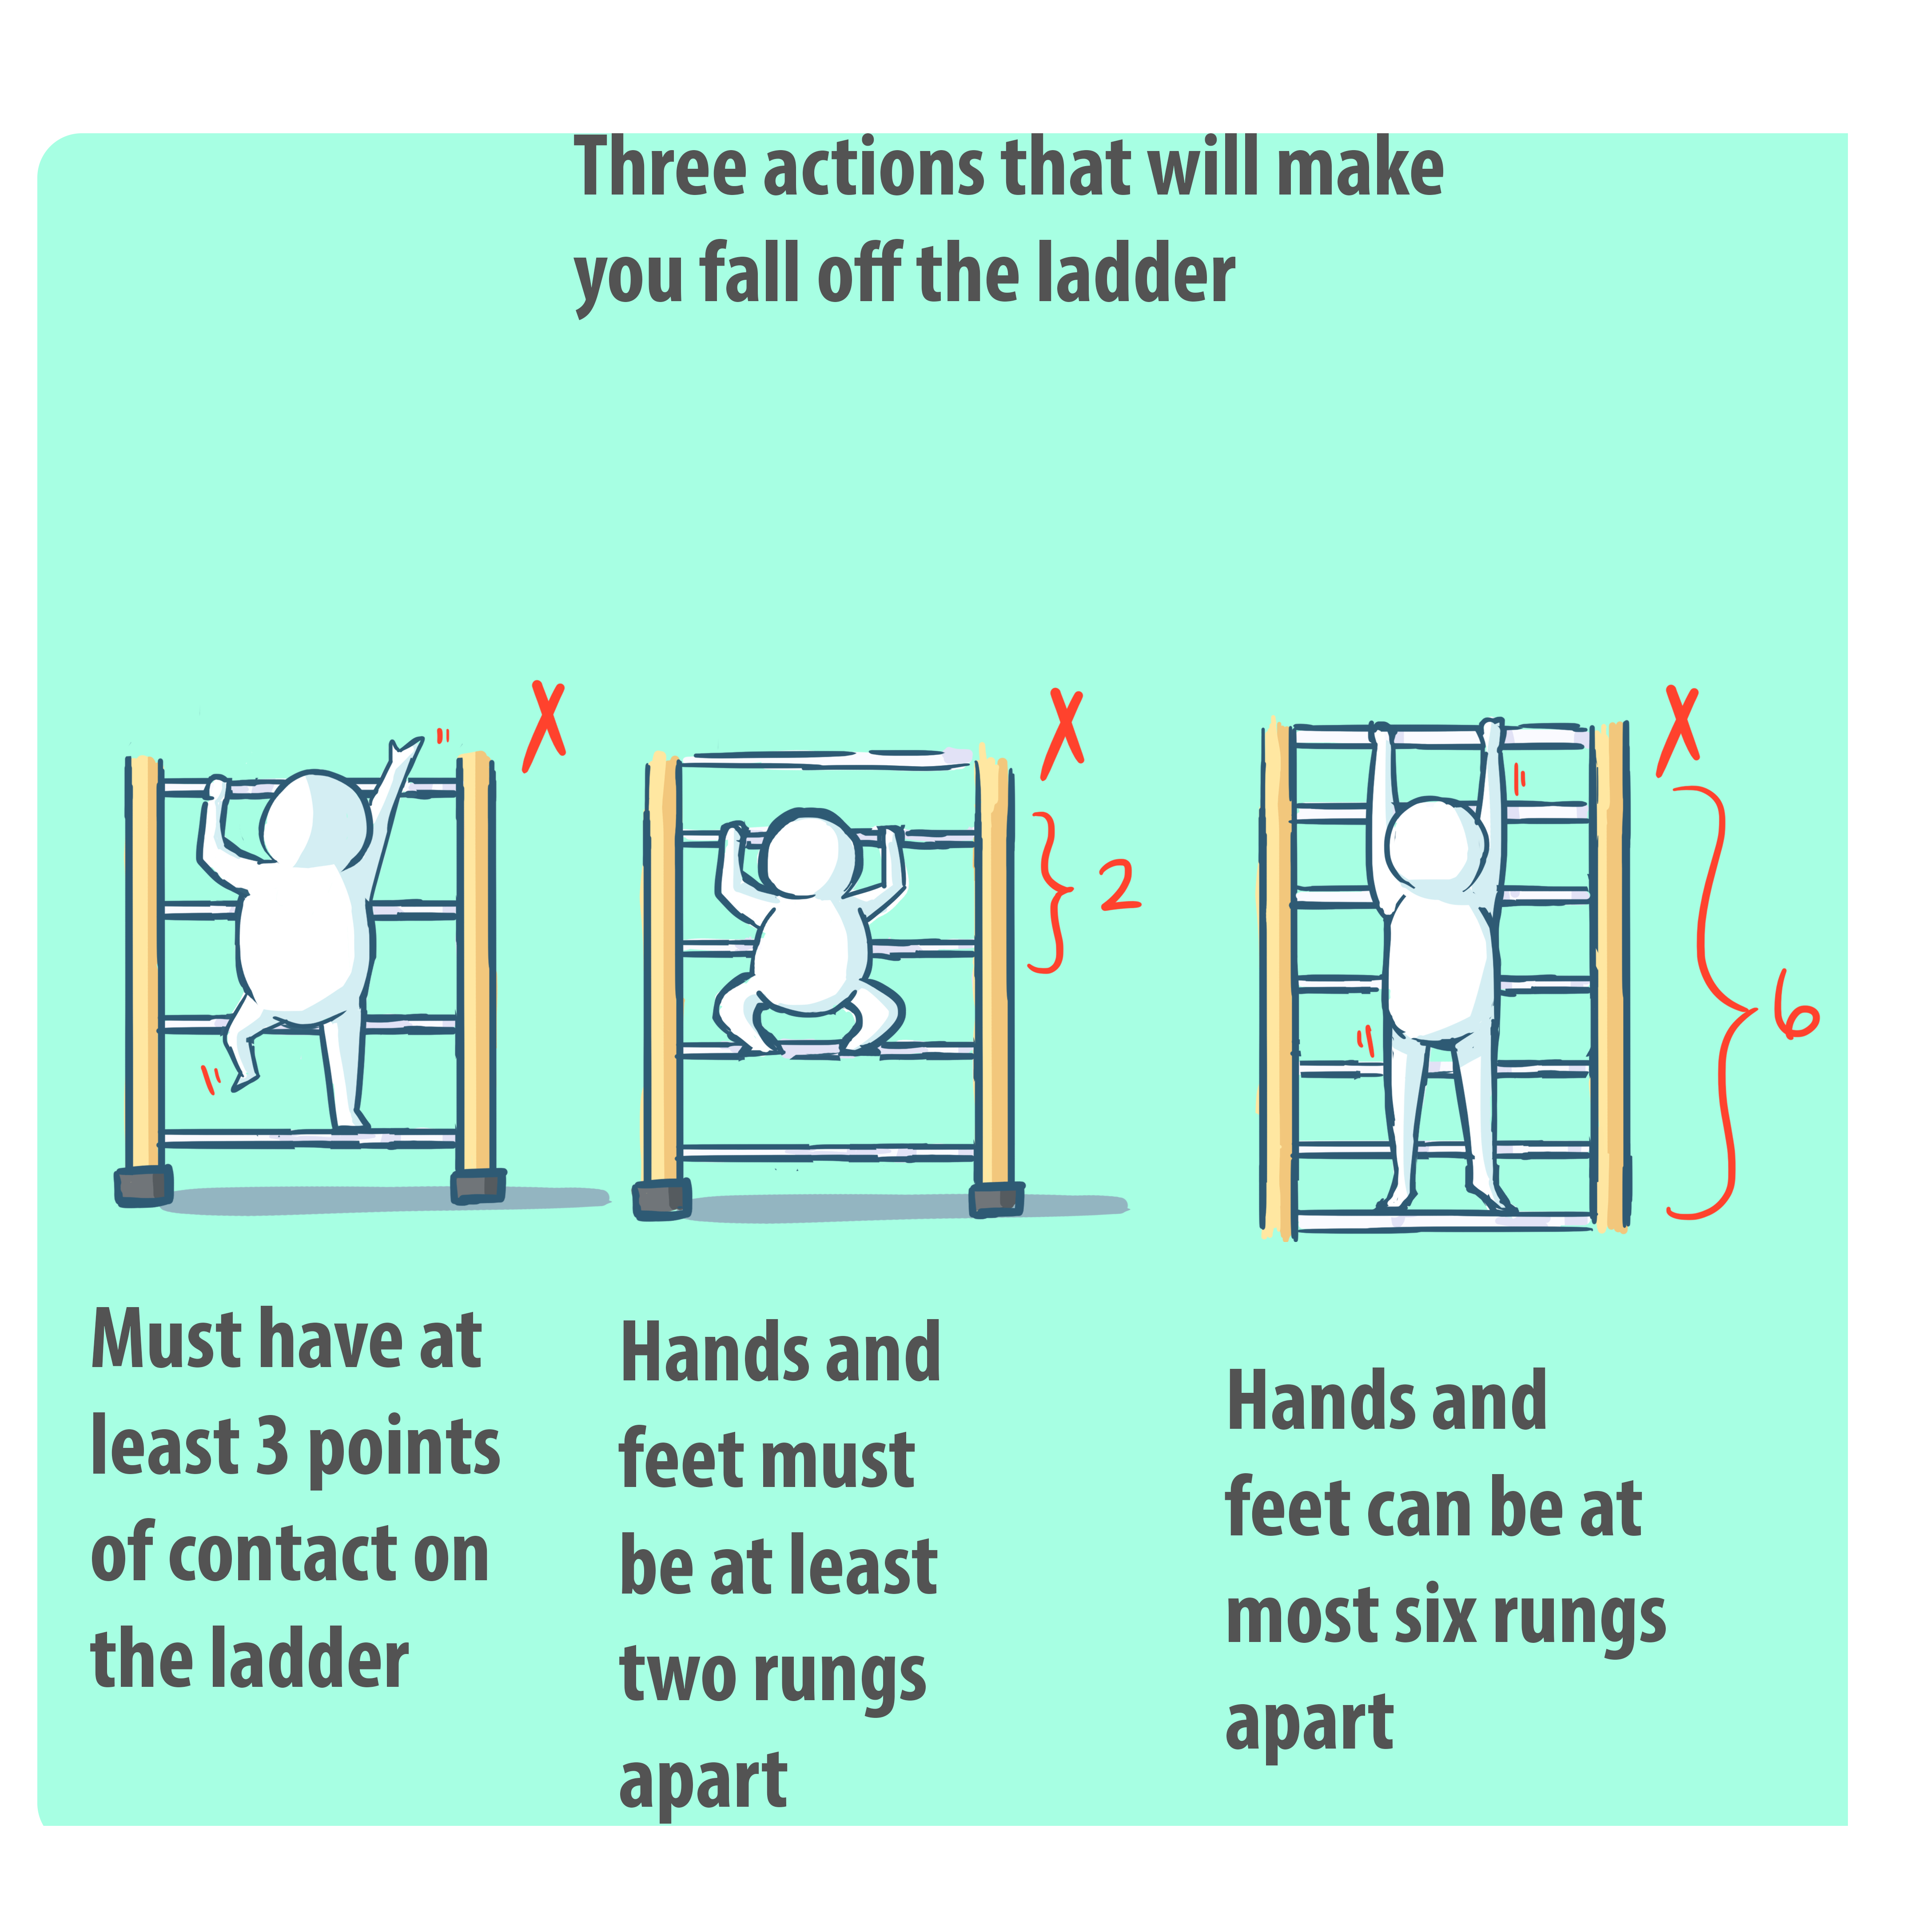 Three actions that will make
you fall off the ladder
2
6
Must have at
least 3 points
of contact on
the ladder
Hands and
feet must
be at least
two rungs
apart
Hands and
feet can be at
most six rungs
apart